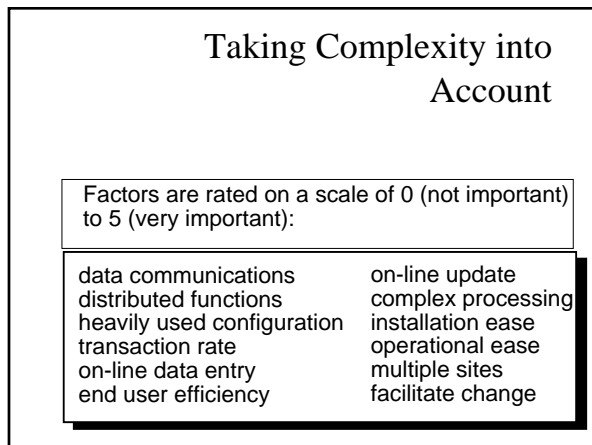 Taking Complexity into
Account
Factors are rated on a scale of 0 (not important)
to 5 (very important):
data communications
distributed functions
heavily used configuration
transaction rate
on-line data entry
end user efficiency
on-line update
complex processing
installation ease
operational ease
multiple sites
facilitate change